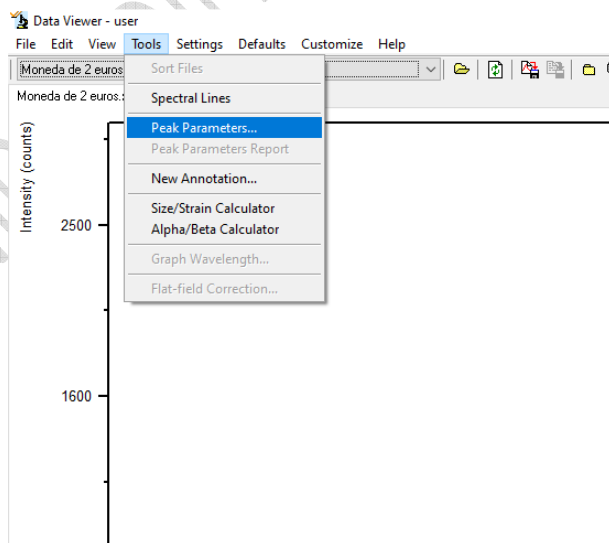 Data Viewer - user
File Edit View Tools Settings Defaults Customize Help
Moneda de 2 euros
Moneda de 2 euros.
Sort Files
Spectral Lines
Peak Parameters...
Peak Parameters Report
New Annotation...
Size/Strain Calculator
Alpha/Beta Calculator
Graph Wavelength...
Flat-field Correction...
Intensity (counts)
2500
1600